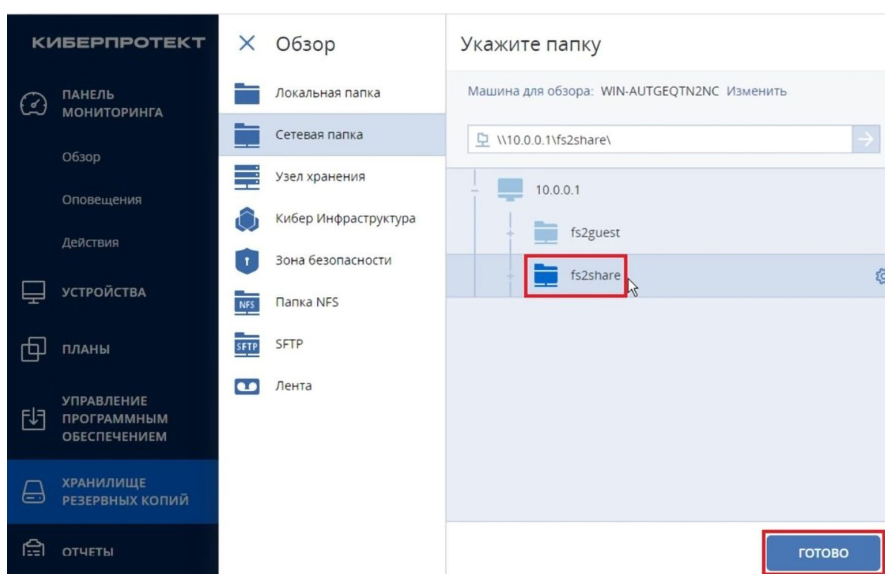 КИБЕРПРОТЕКТ
ПАНЕЛЬ
МОНИТОРИНГА
Обзор
Оповещения
Действия
УСТРОЙСТВА
ПЛАНЫ
УПРАВЛЕНИЕ
ПРОГРАММНЫМ
ОБЕСПЕЧЕНИЕМ
ХРАНИЛИЩЕ
РЕЗЕРВНЫХ КОПИЙ
ОТЧЕТЫ
Обзор
Локальная папка
Сетевая папка
Узел хранения
Кибер Инфраструктура
Зона безопасности
NFS Папка NFS
SFTP SFTP
Лента
Укажите папку
Машина для обзора: WIN-AUTGEQTN2NC Изменить
\\10.0.0.1\fs2share\
10.0.0.1
fs2guest
fs2share
ГОТОВО